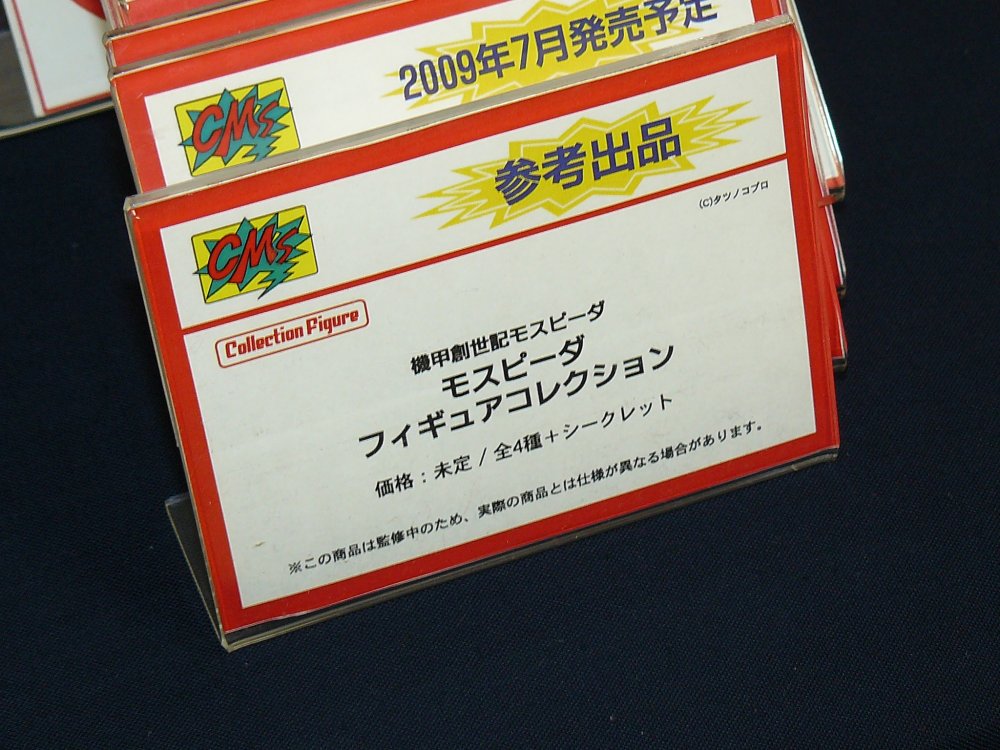 2009年7月発売予定
CM's
参考出品
(C)タツノコプロ
CM's
Collection Figure
機甲創世記モスピーダ
モスピーダ
フィギュアコレクション
価格：未定 / 全4種＋シークレット
※この商品は監修中のため、実際の商品とは仕様が異なる場合があります。